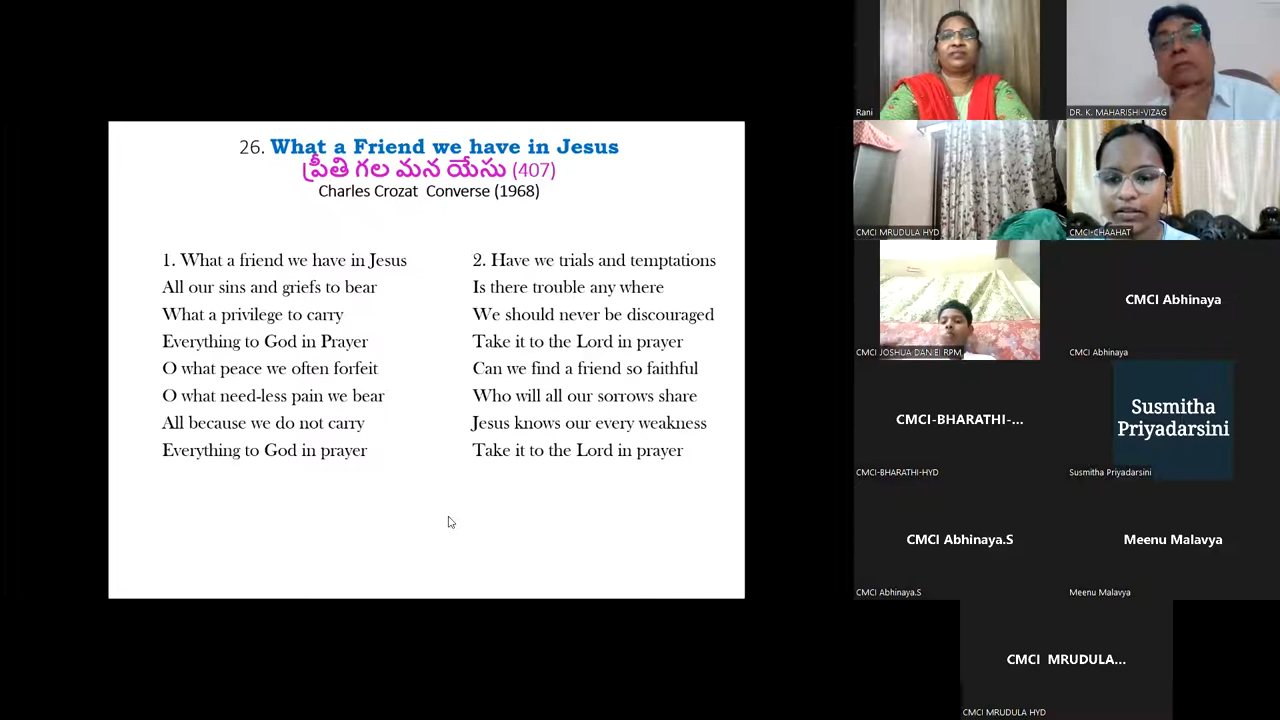 26. What a Friend we have in Jesus
ప్రీతి గల మన యేసు (407)
Charles Crozat Converse (1968)
1. What a friend we have in Jesus
All our sins and griefs to bear
What a privilege to carry
Everything to God in Prayer
O what peace we often forfeit
O what need-less pain we bear
All because we do not carry
Everything to God in prayer
2. Have we trials and temptations
Is there trouble any where
We should never be discouraged
Take it to the Lord in prayer
Can we find a friend so faithful
Who will all our sorrows share
Jesus knows our every weakness
Take it to the Lord in prayer
Rani
DR. K. MAHARISHI-VIZAG
CMCI MRUDULA HYD
CMCI-CHAAHAT
CMCI JOSHUA DANIEl RPM
CMCI Abhinaya
CMCI Abhinaya
CMCI-BHARATHI-...
CMCI-BHARATHI-HYD
Susmitha
Priyadarsini
Susmitha Priyadarsini
CMCI Abhinaya.S
CMCI Abhinaya.S
Meenu Malavya
Meenu Malavya
CMCI MRUDULA...
CMCI MRUDULA HYD